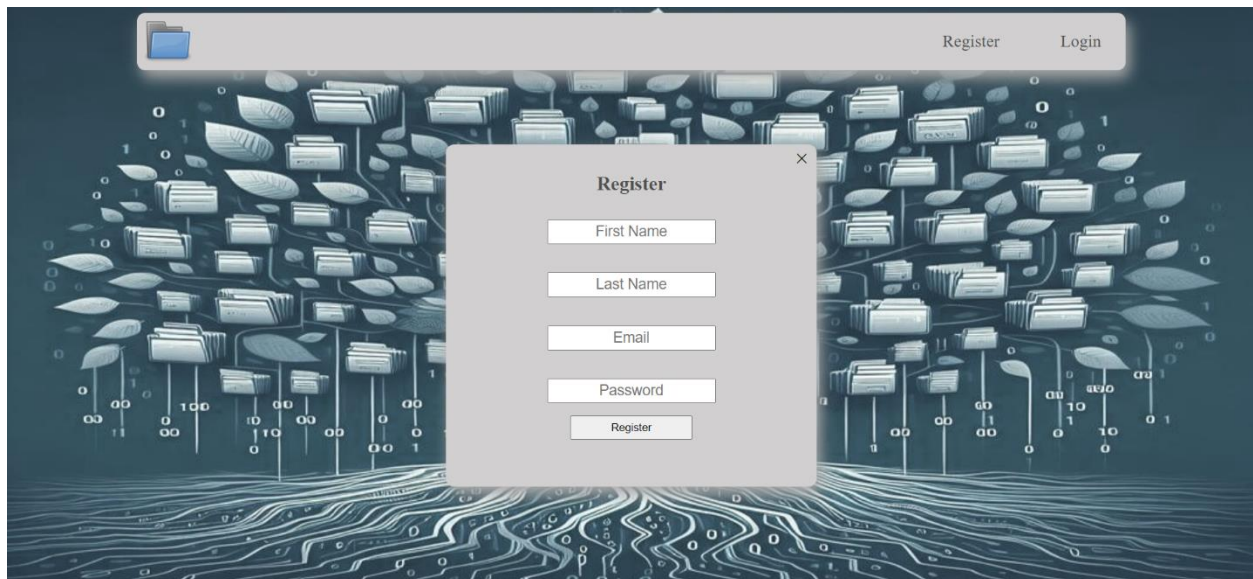 Register Login
Register
First Name
Last Name
Email
Password
Register